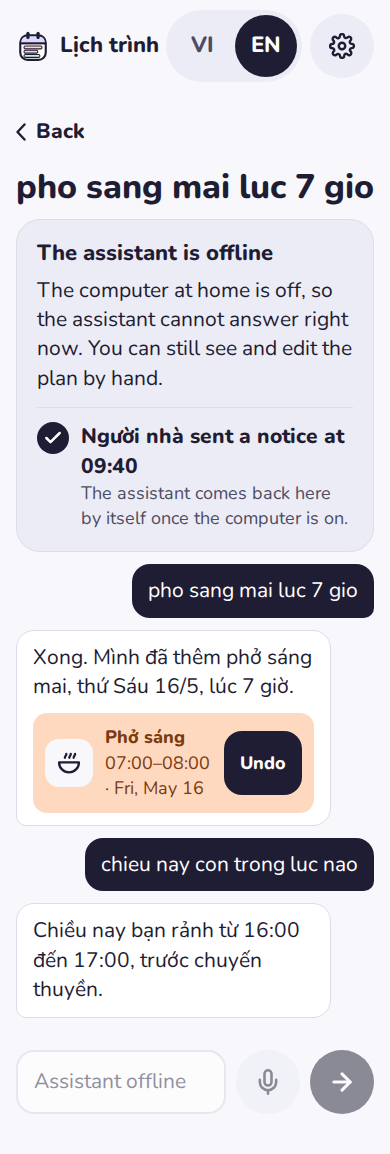 Lịch trình
VI
EN
Back
pho sang mai luc 7 gio
The assistant is offline
The computer at home is off, so
the assistant cannot answer right
now. You can still see and edit the
plan by hand.
Người nhà sent a notice at
09:40
The assistant comes back here
by itself once the computer is on.
pho sang mai luc 7 gio
Xong. Mình đã thêm phở sáng
mai, thứ Sáu 16/5, lúc 7 giờ.
Phở sáng
07:00–08:00
· Fri, May 16
Undo
chieu nay con trong luc nao
Chiều nay bạn rảnh từ 16:00
đến 17:00, trước chuyến
thuyền.
Assistant offline